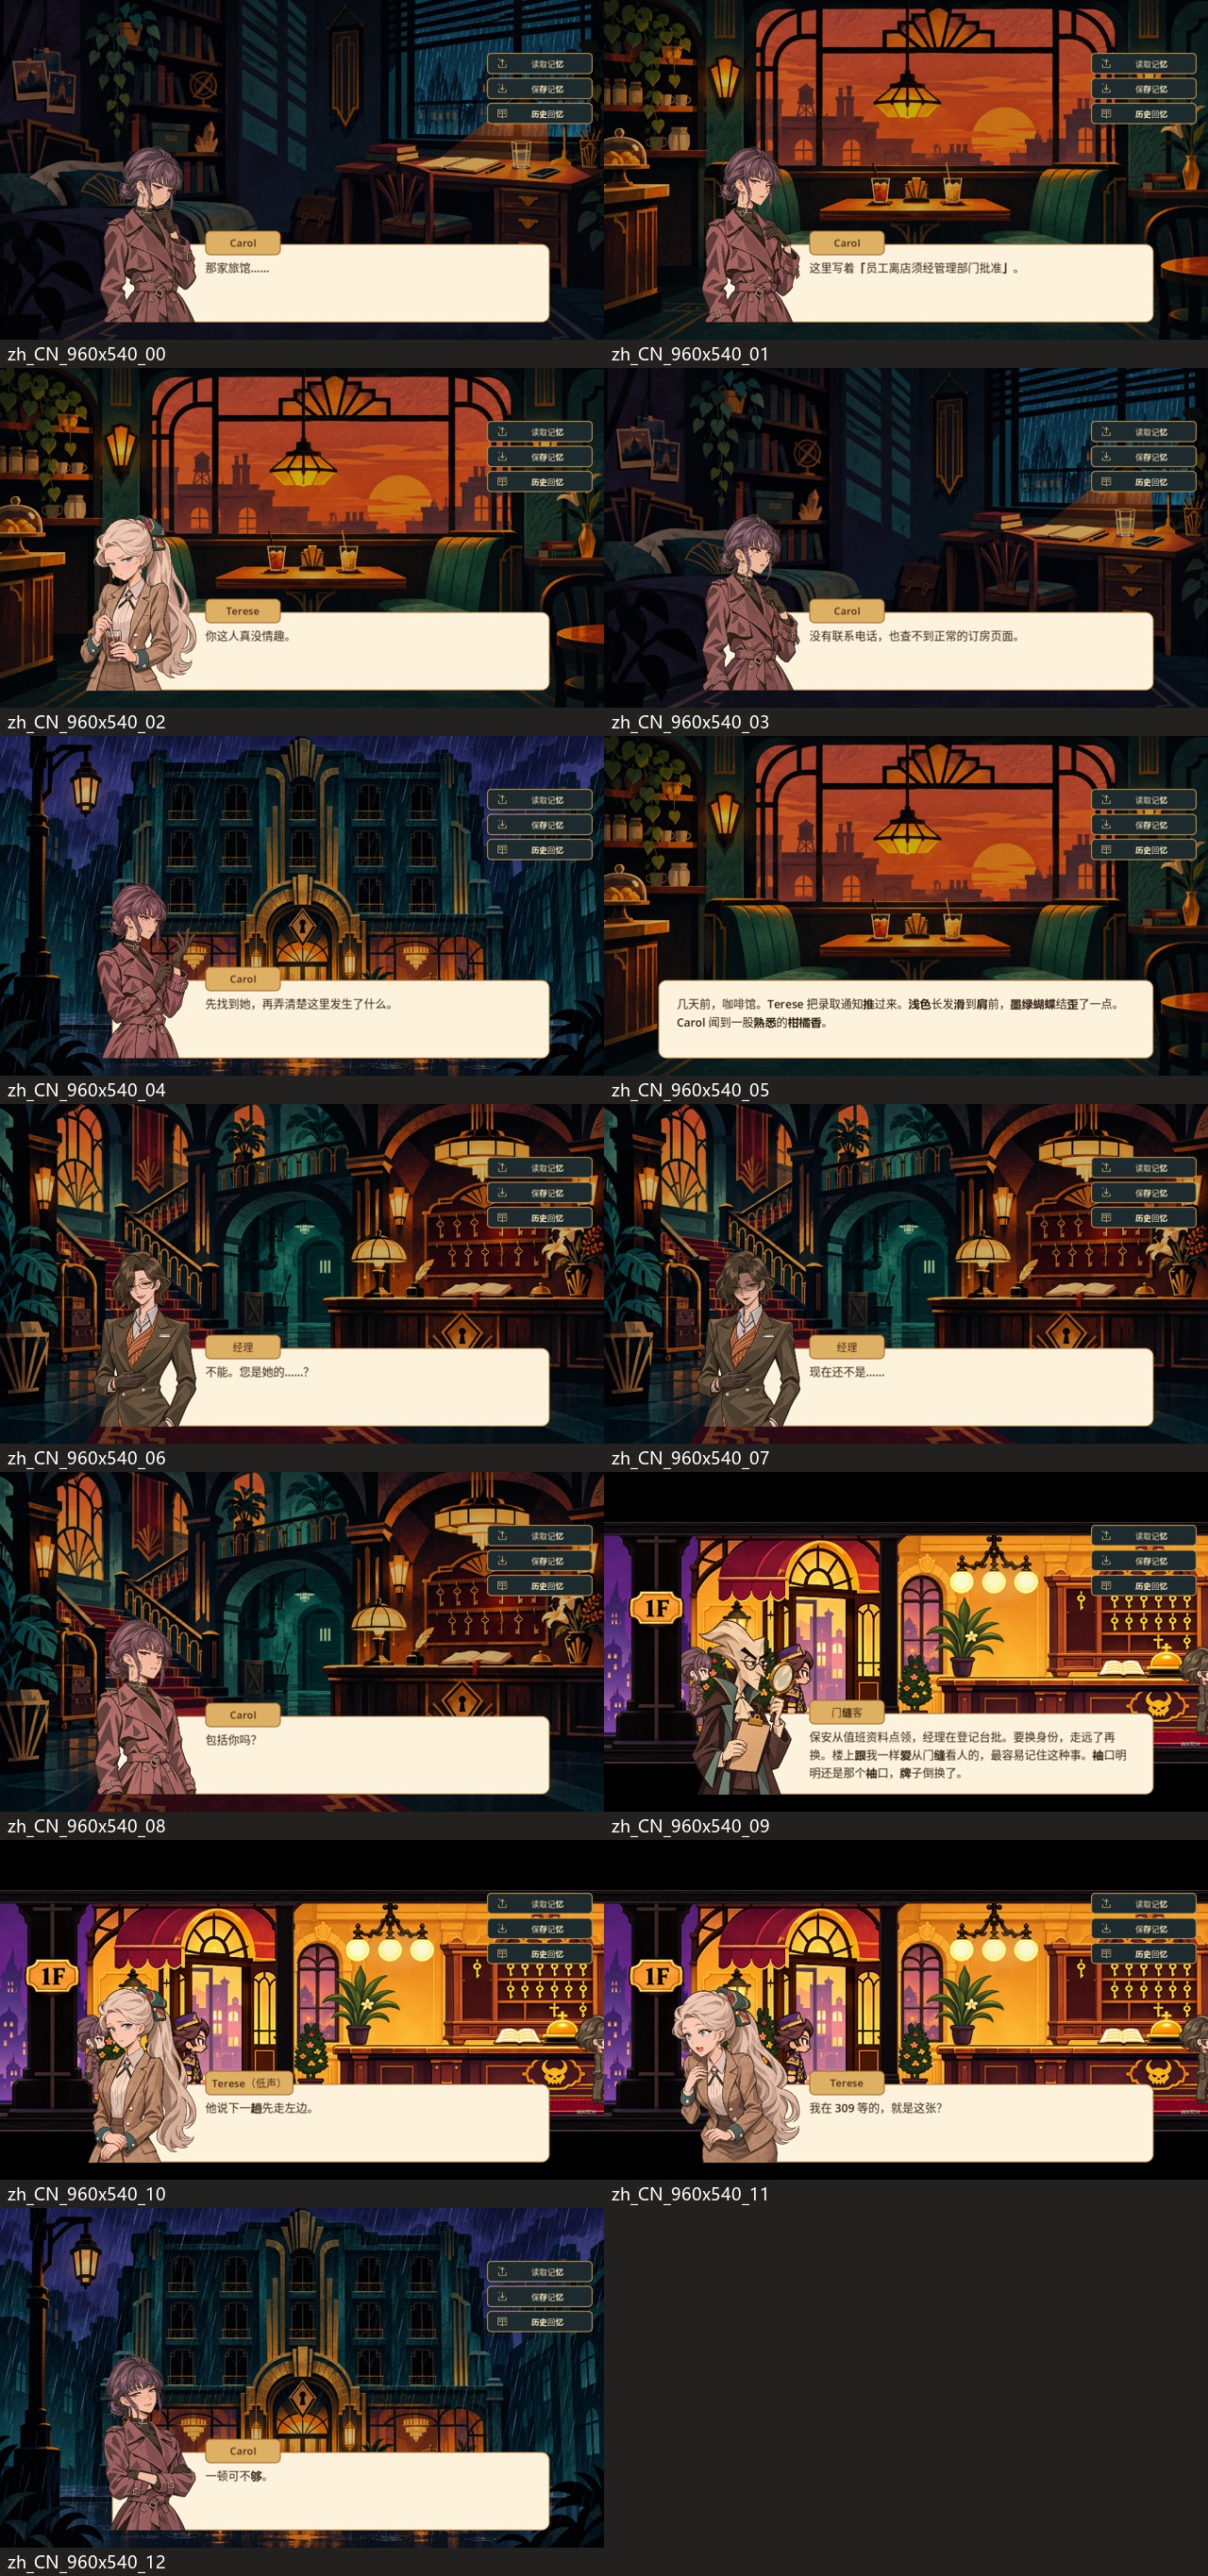 读取记忆
保存记忆
历史回忆
Carol
那家旅馆……
zh_CN_960x540_00
读取记忆
保存记忆
历史回忆
Carol
这里写着「员工离店须经管理部门批准」。
zh_CN_960x540_01
读取记忆
保存记忆
历史回忆
Terese
你这人真没情趣。
zh_CN_960x540_02
读取记忆
保存记忆
历史回忆
Carol
没有联系电话，也查不到正常的订房页面。
zh_CN_960x540_03
读取记忆
保存记忆
历史回忆
Carol
先找到她，再弄清楚这里发生了什么。
zh_CN_960x540_04
读取记忆
保存记忆
历史回忆
几天前，咖啡馆。Terese 把录取通知推过来。浅色长发滑到肩前，墨绿蝴蝶结歪了一点。
Carol 闻到一股熟悉的柑橘香。
zh_CN_960x540_05
读取记忆
保存记忆
历史回忆
经理
不能。您是她的……？
zh_CN_960x540_06
读取记忆
保存记忆
历史回忆
经理
现在还不是……
zh_CN_960x540_07
读取记忆
保存记忆
历史回忆
Carol
包括你吗？
zh_CN_960x540_08
读取记忆
保存记忆
历史回忆
1F
门缝客
保安从值班资料点领，经理在登记台批。要换身份，走远了再
换。楼上跟我一样爱从门缝看人的，最容易记住这种事。袖口明
明还是那个袖口，牌子倒换了。
WATCH
zh_CN_960x540_09
读取记忆
保存记忆
历史回忆
1F
Terese（低声）
他说下一趟先走左边。
WATCH
zh_CN_960x540_10
读取记忆
保存记忆
历史回忆
1F
Terese
我在 309 等的，就是这张？
WATCH
zh_CN_960x540_11
读取记忆
保存记忆
历史回忆
Carol
一顿可不够。
zh_CN_960x540_12